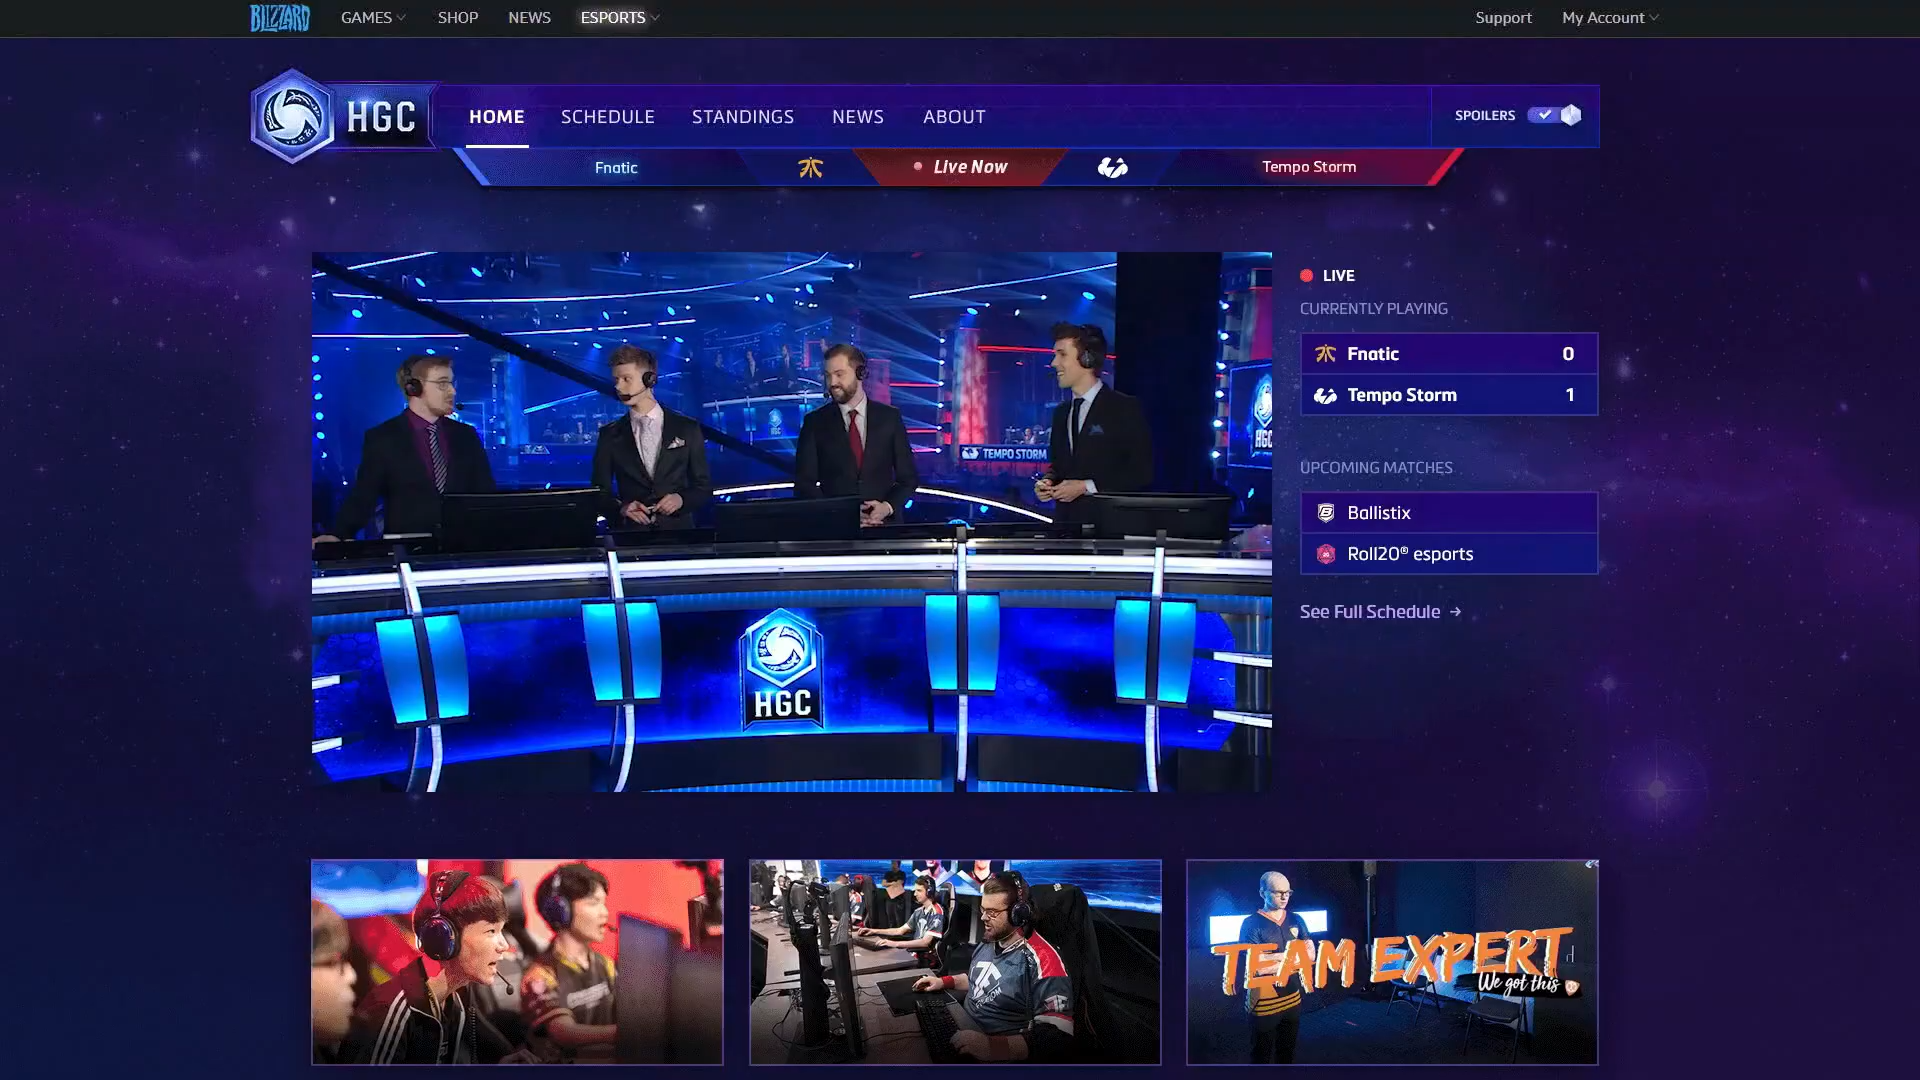 BLIZZARD GAMES SHOP NEWS ESPORTS Support My Account
HGC HOME SCHEDULE STANDINGS NEWS ABOUT SPOILERS
Fnatic Live Now Tempo Storm
LIVE
CURRENTLY PLAYING
Fnatic 0
Tempo Storm 1
UPCOMING MATCHES
Ballistix
Roll20® esports
See Full Schedule →
HGC
TEMPO STORM
HGC
HGC
TEAM EXPERT
We got this